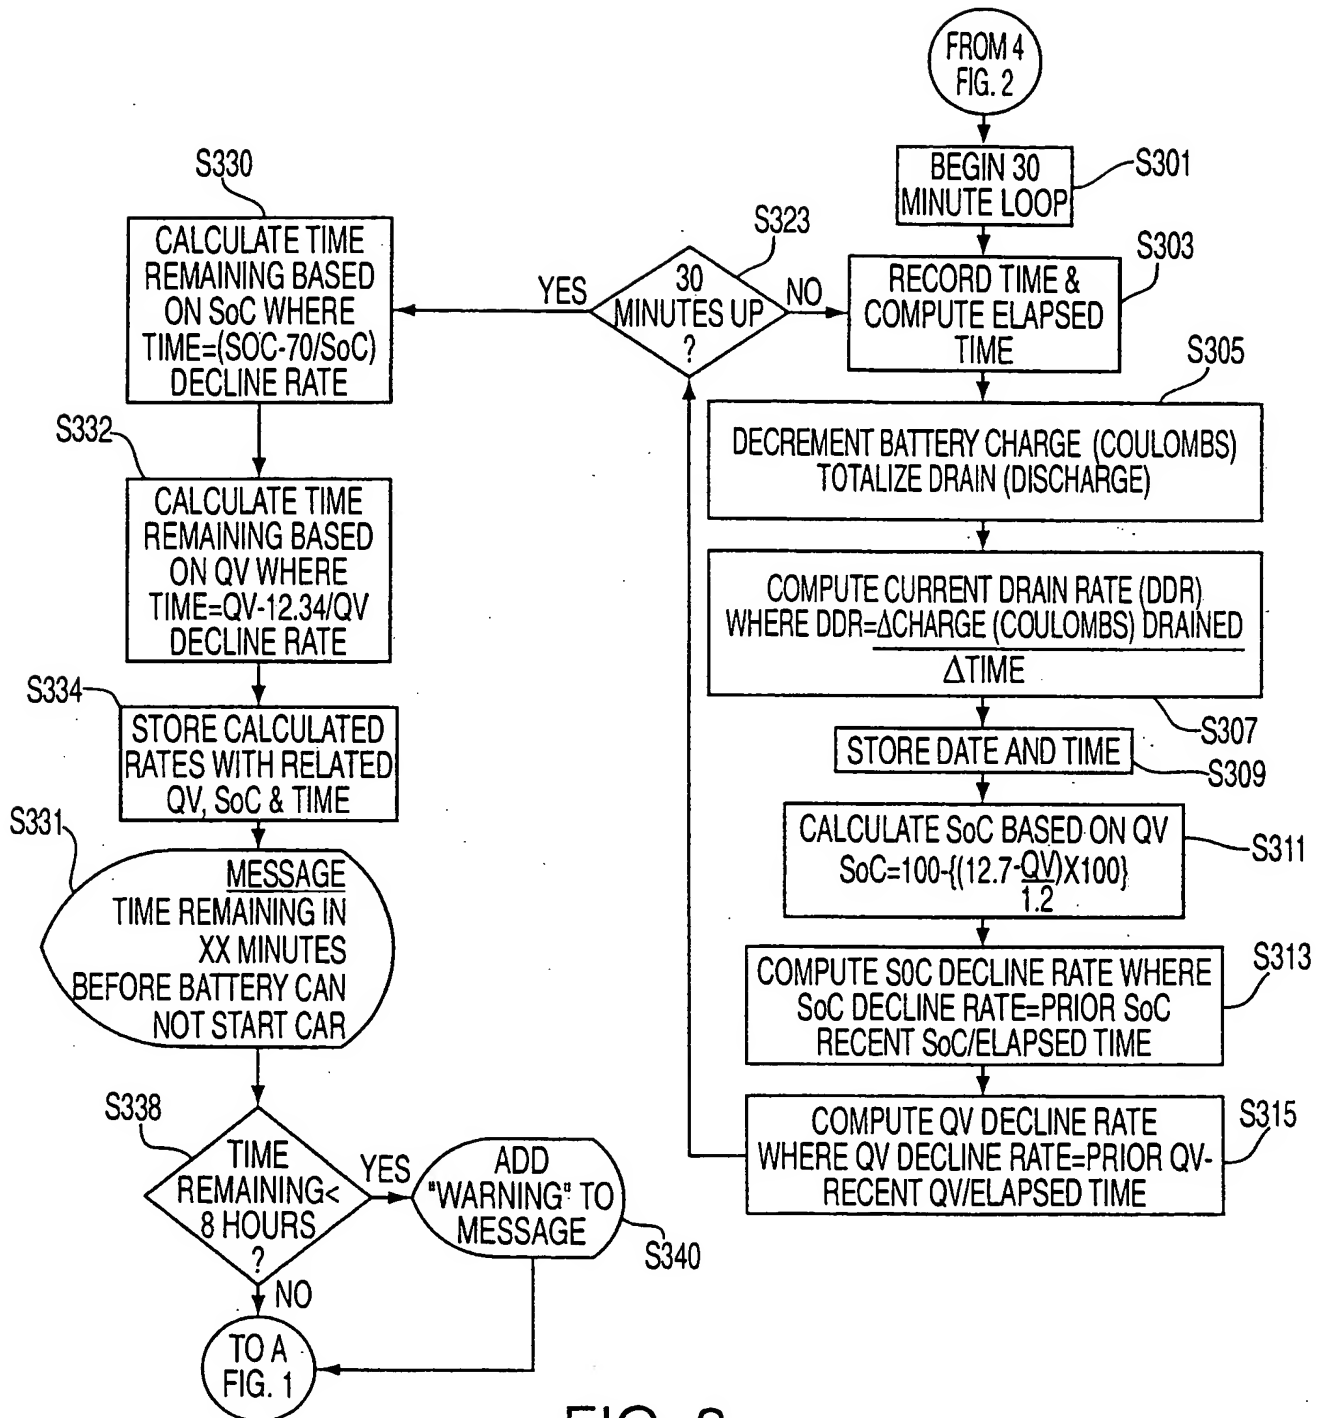 FROM 4
FIG. 2
BEGIN 30
MINUTE LOOP
S301
RECORD TIME &
COMPUTE ELAPSED
TIME
S303
DECREMENT BATTERY CHARGE (COULOMBS)
TOTALIZE DRAIN (DISCHARGE)
S305
COMPUTE CURRENT DRAIN RATE (DDR)
WHERE DDR=ΔCHARGE (COULOMBS) DRAINED
ΔTIME
S307
STORE DATE AND TIME
S309
CALCULATE SoC BASED ON QV
SoC=100-{(12.7-QV)X100}
1.2
S311
COMPUTE SOC DECLINE RATE WHERE
SoC DECLINE RATE=PRIOR SoC
RECENT SoC/ELAPSED TIME
S313
COMPUTE QV DECLINE RATE
WHERE QV DECLINE RATE=PRIOR QV-
RECENT QV/ELAPSED TIME
S315
30
MINUTES UP
?
S323
NO
YES
S330
CALCULATE TIME
REMAINING BASED
ON SoC WHERE
TIME=(SOC-70/SoC)
DECLINE RATE
S332
CALCULATE TIME
REMAINING BASED
ON QV WHERE
TIME=QV-12.34/QV
DECLINE RATE
S334
STORE CALCULATED
RATES WITH RELATED
QV, SoC & TIME
S331
MESSAGE
TIME REMAINING IN
XX MINUTES
BEFORE BATTERY CAN
NOT START CAR
S338
TIME
REMAINING<
8 HOURS
?
YES
ADD
"WARNING" TO
MESSAGE
S340
NO
TO A
FIG. 1